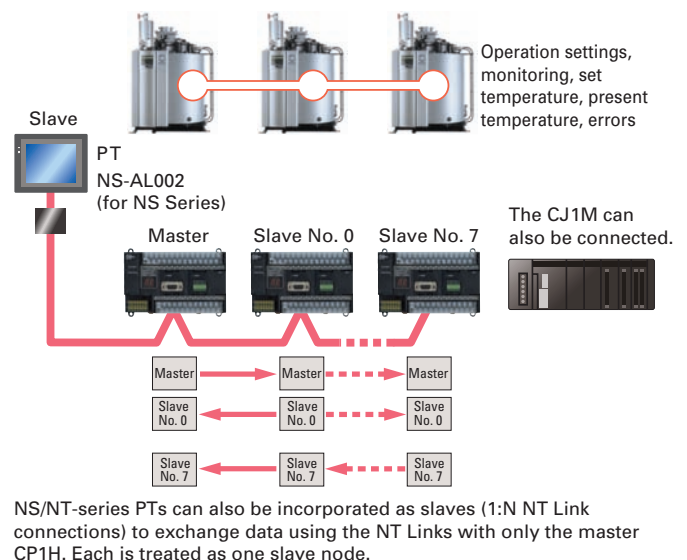 Operation settings,
monitoring, set
temperature, present
temperature, errors
Slave
PT
NS-AL002
(for NS Series)
The CJ1M can
also be connected.
Master
Slave No. 0
Slave No. 7
Master
Master
Master
Slave
No. 0
Slave
No. 0
Slave
No. 0
Slave
No. 7
Slave
No. 7
Slave
No. 7
NS/NT-series PTs can also be incorporated as slaves (1:N NT Link
connections) to exchange data using the NT Links with only the master
CP1H. Each is treated as one slave node.